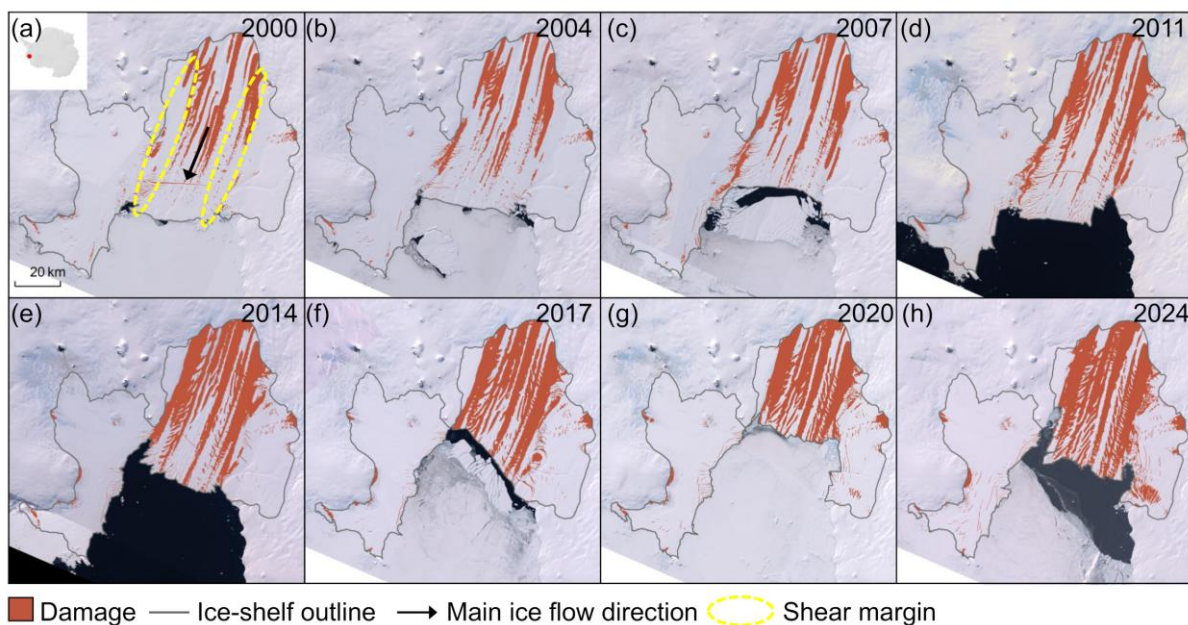 (a) 2000
(b) 2004
(c) 2007
(d) 2011
20 km
(e) 2014
(f) 2017
(g) 2020
(h) 2024
Damage Ice-shelf outline Main ice flow direction Shear margin